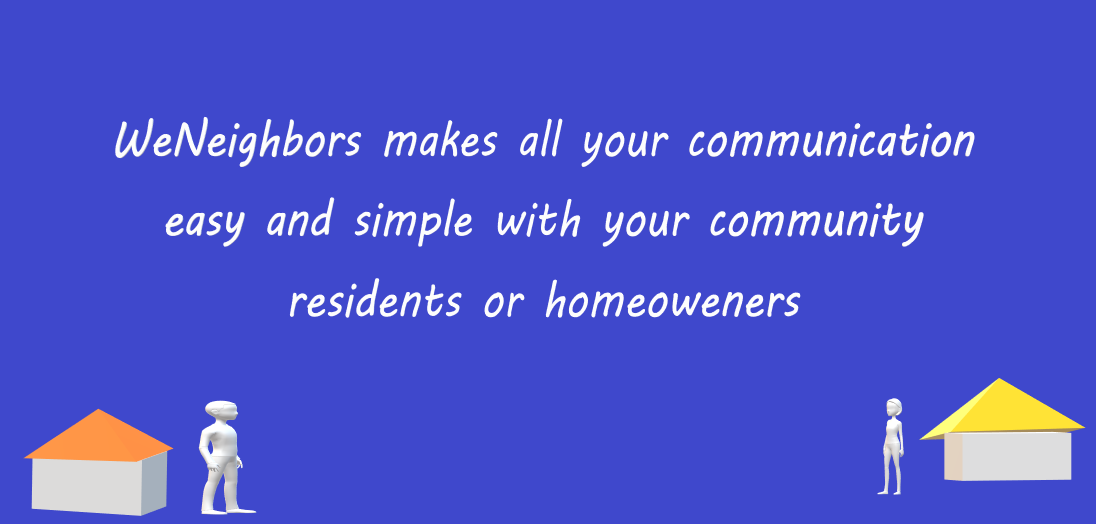 WeNeighbors makes all your communication
easy and simple with your community
residents or homeoweners